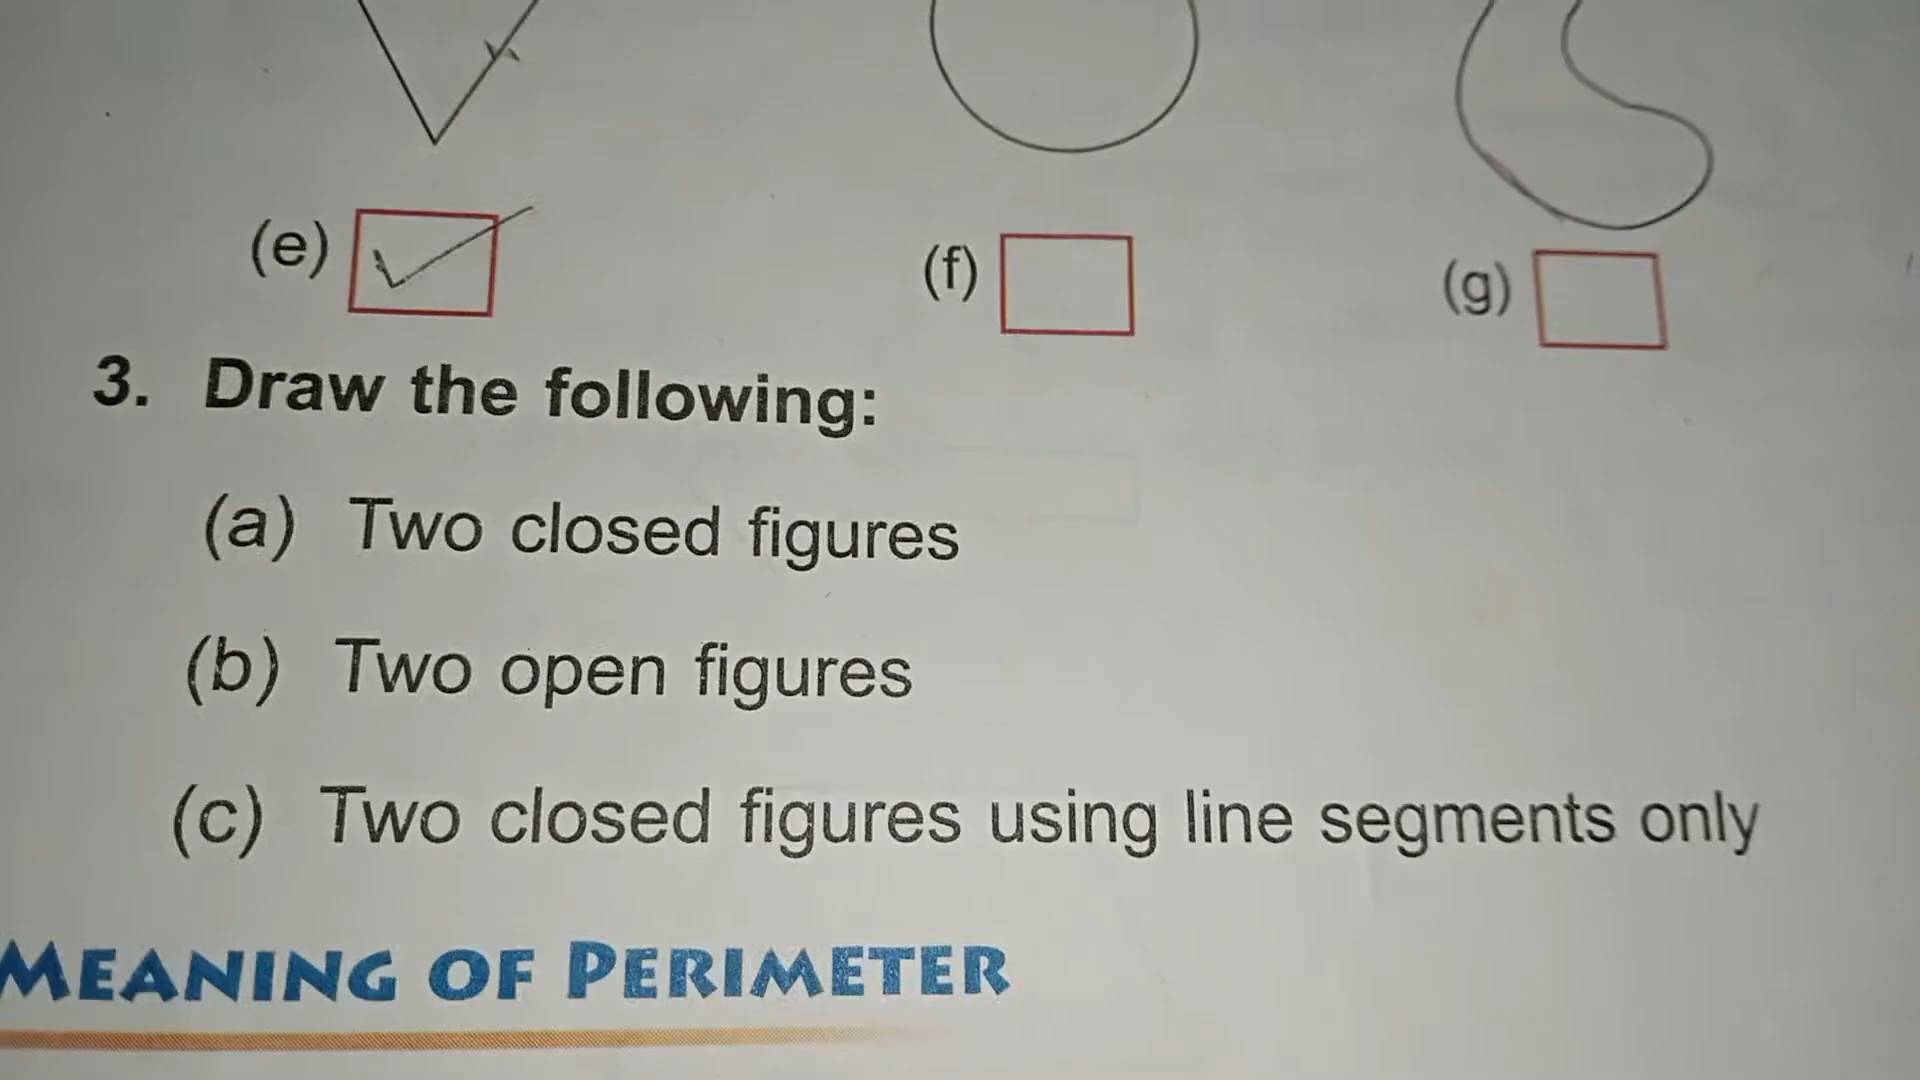 (e) (f) (g)
3. Draw the following:
(a) Two closed figures
(b) Two open figures
(c) Two closed figures using line segments only
MEANING OF PERIMETER